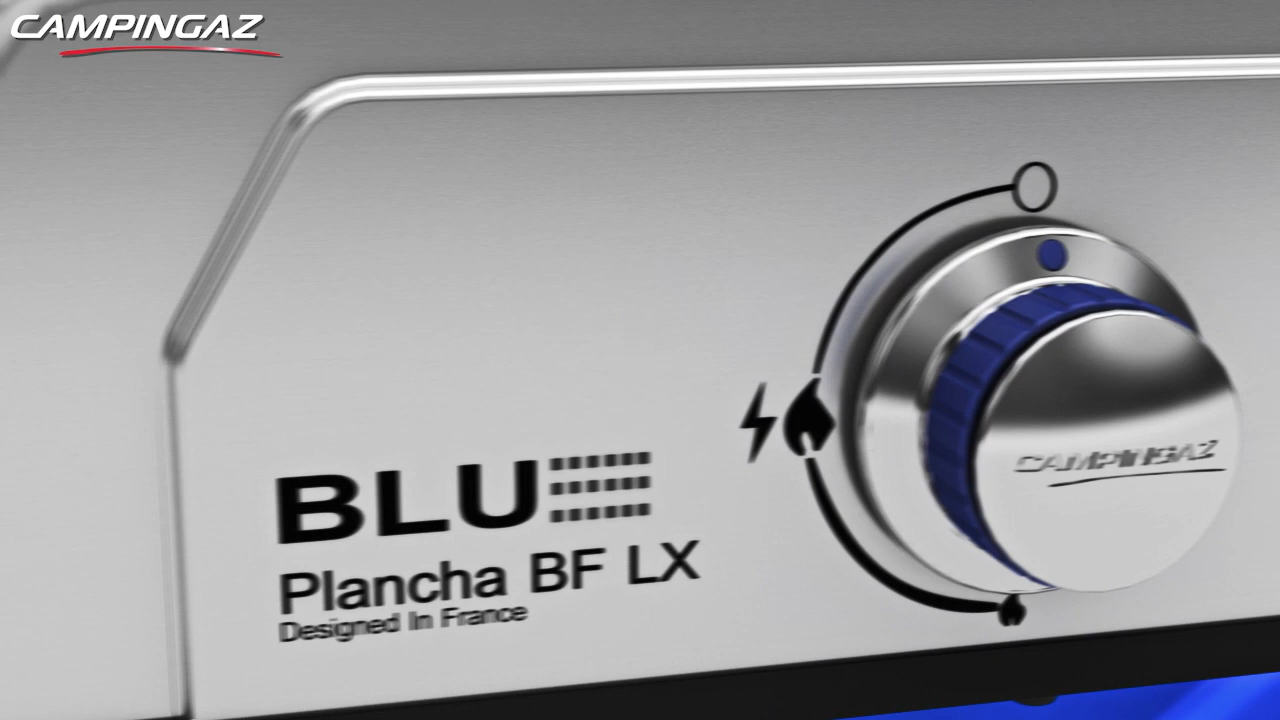 CAMPINGAZ
BLU
Plancha BF LX
Designed In France
CAMPINGAZ